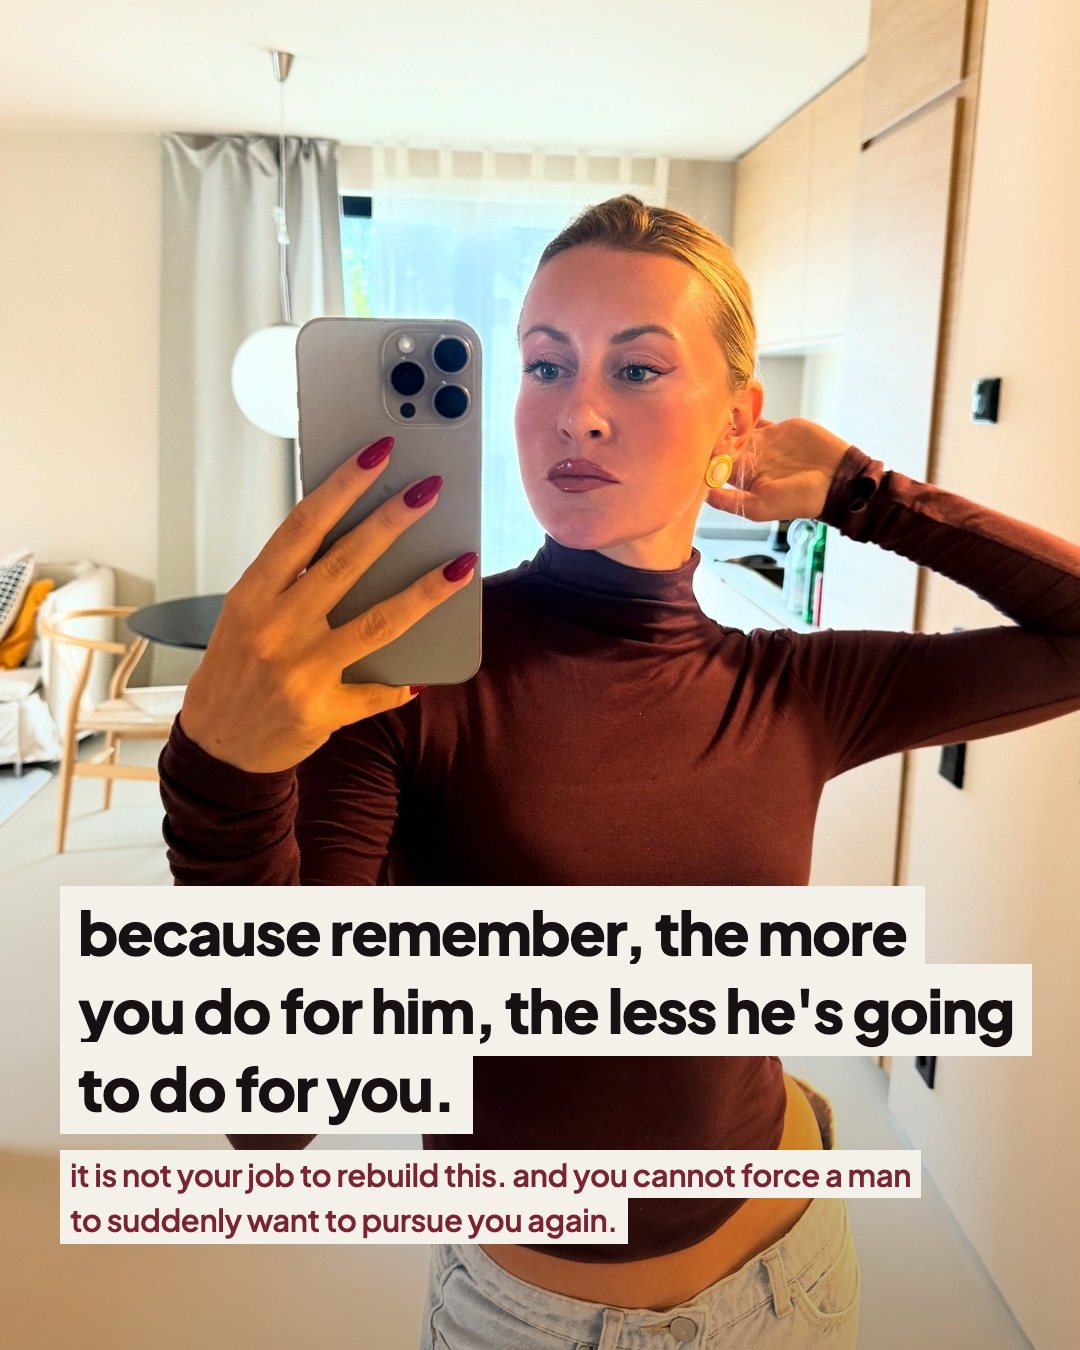 because remember, the more
you do for him, the less he's going
to do for you.
it is not your job to rebuild this. and you cannot force a man
to suddenly want to pursue you again.